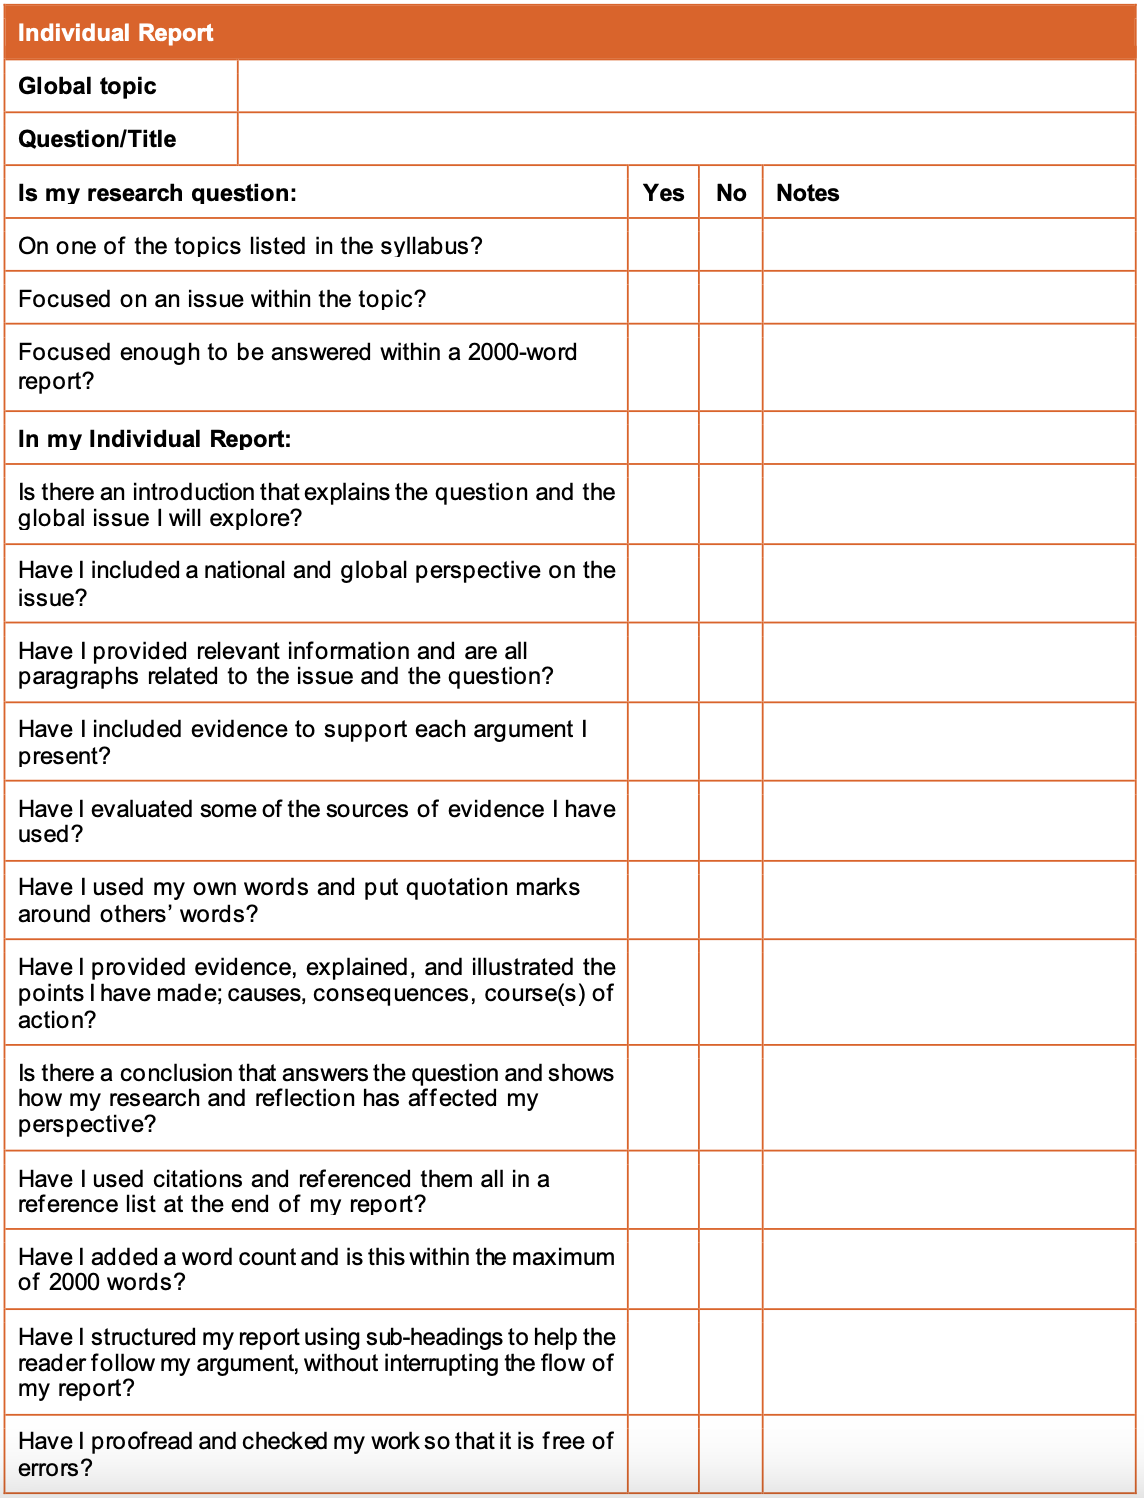 Individual Report
Global topic
Question/Title
Is my research question:
Yes
No
Notes
On one of the topics listed in the syllabus?
Focused on an issue within the topic?
Focused enough to be answered within a 2000-word
report?
In my Individual Report:
Is there an introduction that explains the question and the
global issue I will explore?
Have I included a national and global perspective on the
issue?
Have I provided relevant information and are all
paragraphs related to the issue and the question?
Have I included evidence to support each argument I
present?
Have I evaluated some of the sources of evidence I have
used?
Have I used my own words and put quotation marks
around others’ words?
Have I provided evidence, explained, and illustrated the
points I have made; causes, consequences, course(s) of
action?
Is there a conclusion that answers the question and shows
how my research and reflection has affected my
perspective?
Have I used citations and referenced them all in a
reference list at the end of my report?
Have I added a word count and is this within the maximum
of 2000 words?
Have I structured my report using sub-headings to help the
reader follow my argument, without interrupting the flow of
my report?
Have I proofread and checked my work so that it is free of
errors?